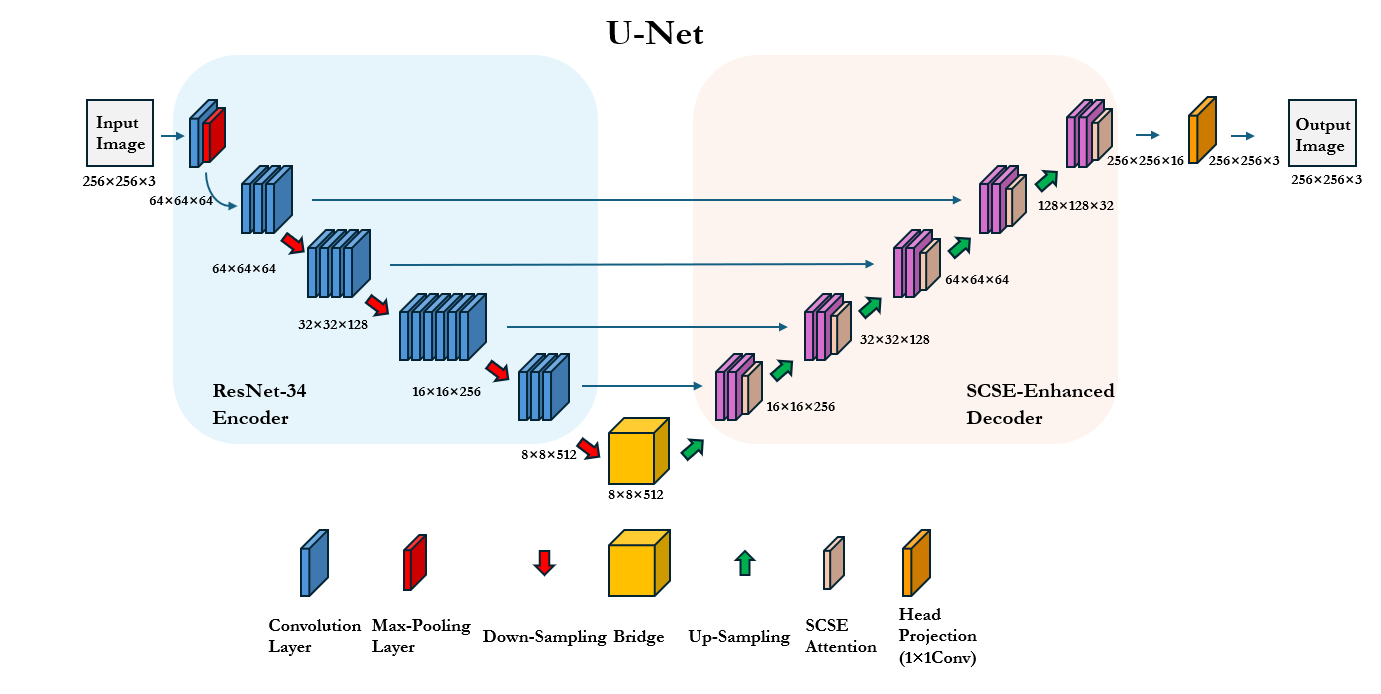 U-Net
Input
Image
256×256×3
64×64×64
64×64×64
32×32×128
16×16×256
8×8×512
8×8×512
ResNet-34
Encoder
16×16×256
32×32×128
64×64×64
128×128×32
256×256×16
256×256×3
Output
Image
256×256×3
SCSE-Enhanced
Decoder
Convolution
Layer
Max-Pooling
Layer
Down-Sampling
Bridge
Up-Sampling
SCSE
Attention
Head
Projection
(1×1Conv)